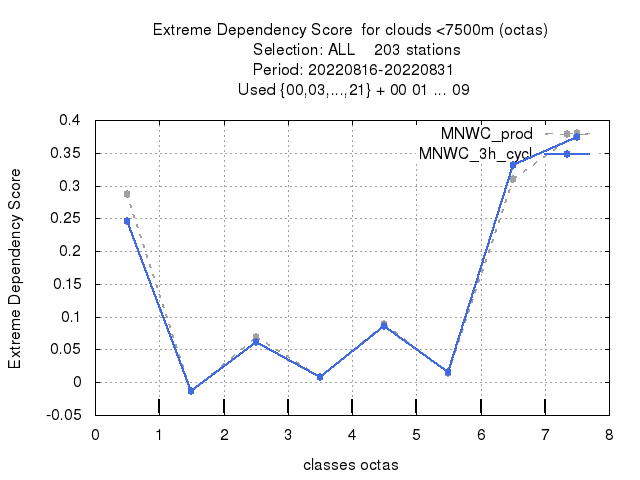 Extreme Dependency Score  for clouds <7500m (octas)
Selection: ALL    203 stations
Period: 20220816-20220831
Used {00,03,...,21} + 00 01 ... 09
MNWC_prod
MNWC_3h_cycl
Extreme Dependency Score
0.4
0.35
0.3
0.25
0.2
0.15
0.1
0.05
0
-0.05
0 1 2 3 4 5 6 7 8
classes octas